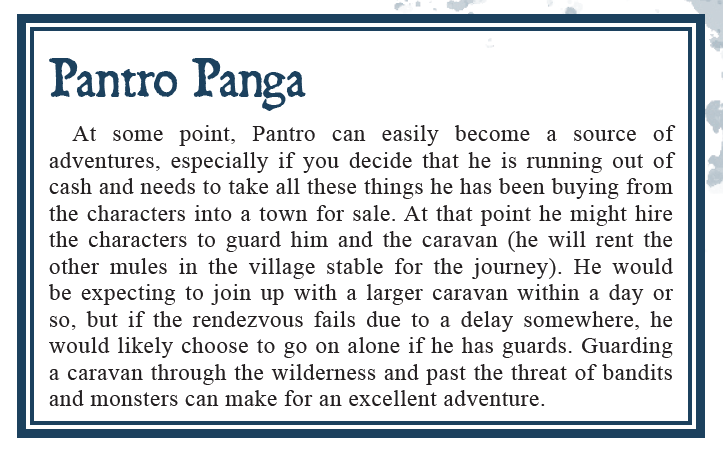 Pantro Panga
At some point, Pantro can easily become a source of
adventures, especially if you decide that he is running out of
cash and needs to take all these things he has been buying from
the characters into a town for sale. At that point he might hire
the characters to guard him and the caravan (he will rent the
other mules in the village stable for the journey). He would
be expecting to join up with a larger caravan within a day or
so, but if the rendezvous fails due to a delay somewhere, he
would likely choose to go on alone if he has guards. Guarding
a caravan through the wilderness and past the threat of bandits
and monsters can make for an excellent adventure.